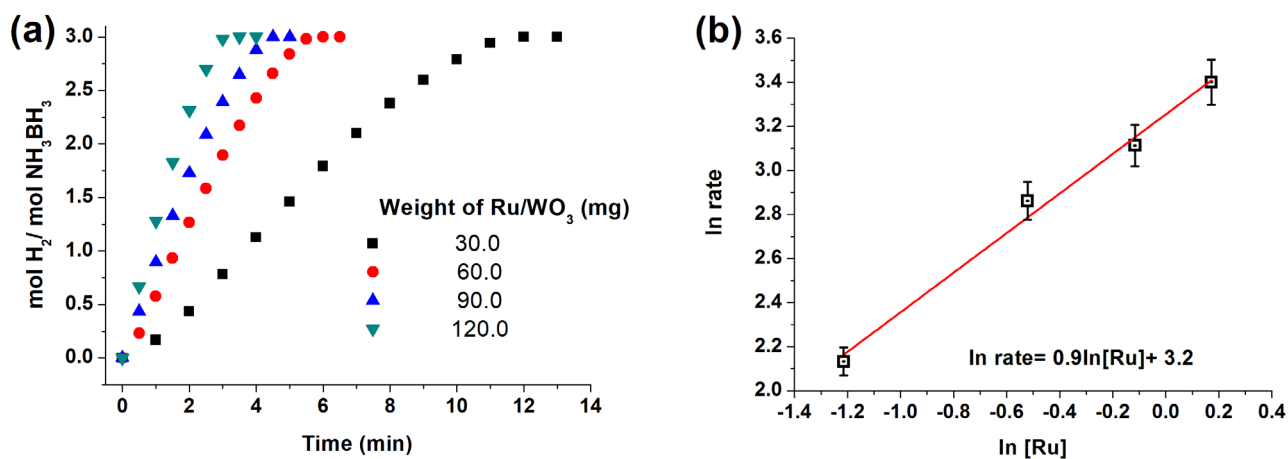 (a)
mol H2/ mol NH3BH3
3.0
2.5
2.0
1.5
1.0
0.5
0.0
Weight of Ru/WO3 (mg)
30.0
60.0
90.0
120.0
0 2 4 6 8 10 12 14
Time (min)
(b)
ln rate
3.6
3.4
3.2
3.0
2.8
2.6
2.4
2.2
2.0
ln rate= 0.9ln[Ru]+ 3.2
-1.4 -1.2 -1.0 -0.8 -0.6 -0.4 -0.2 0.0 0.2 0.4
ln [Ru]